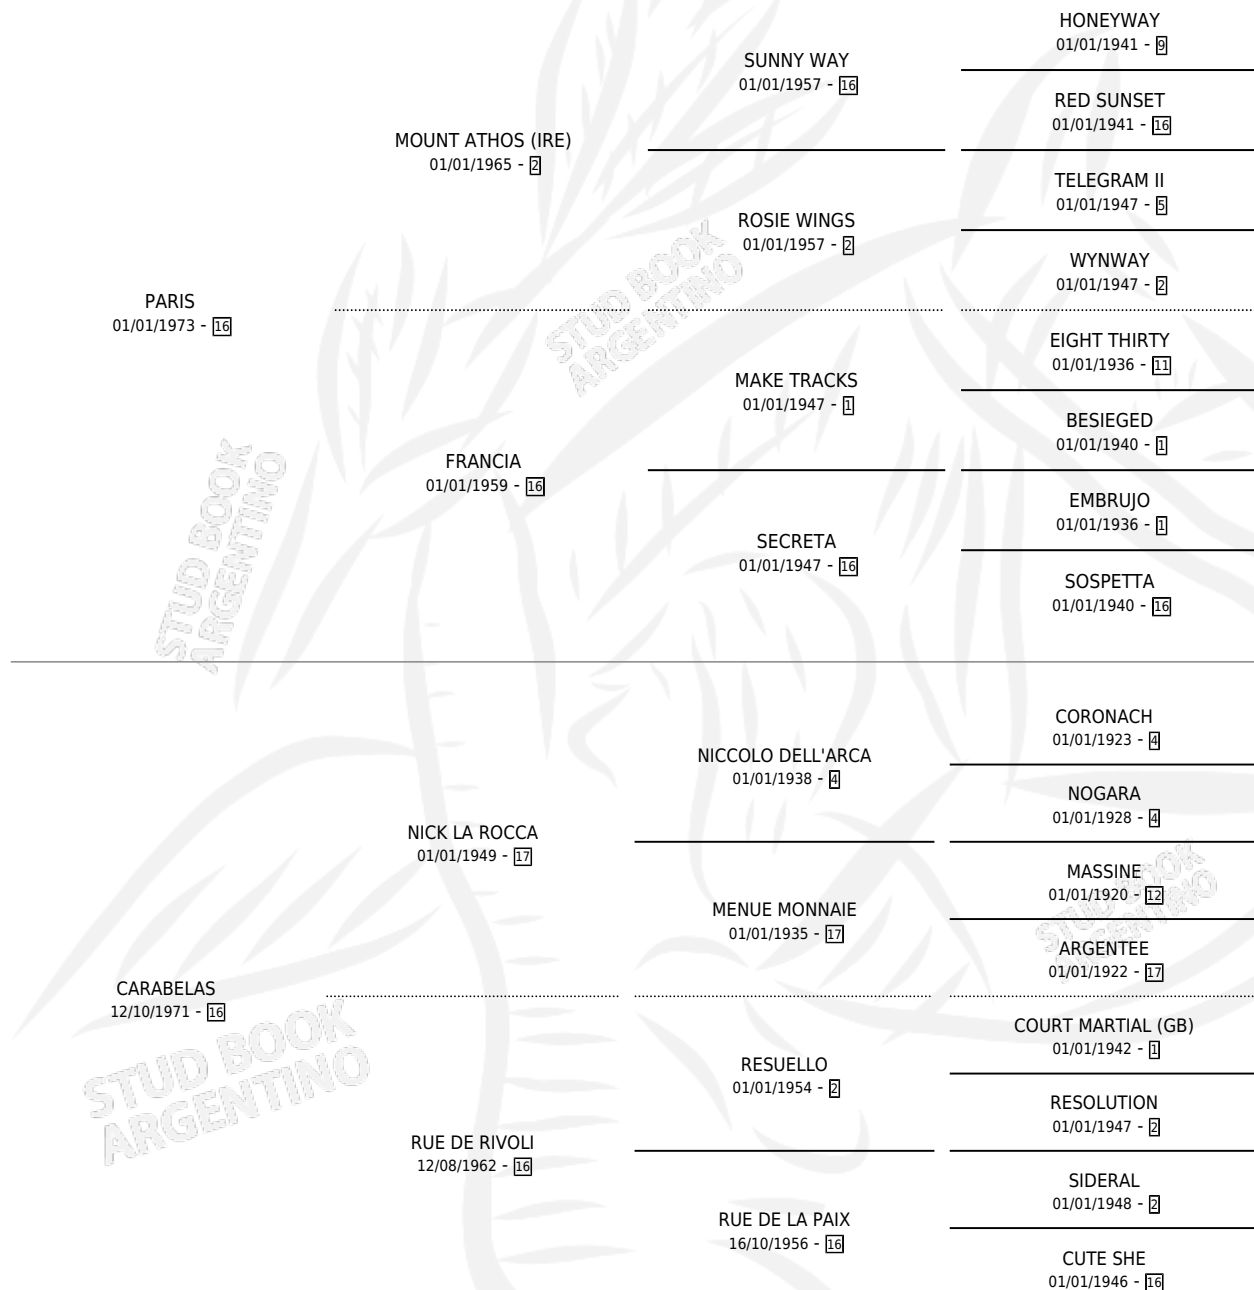 HONEYWAY
01/01/1941 - 9
SUNNY WAY
01/01/1957 - 16
RED SUNSET
01/01/1941 - 16
MOUNT ATHOS (IRE)
01/01/1965 - 2
TELEGRAM II
01/01/1947 - 5
ROSIE WINGS
01/01/1957 - 2
WYNWAY
01/01/1947 - 2
PARIS
01/01/1973 - 16
EIGHT THIRTY
01/01/1936 - 11
MAKE TRACKS
01/01/1947 - 1
BESIEGED
01/01/1940 - 1
FRANCIA
01/01/1959 - 16
EMBRUJO
01/01/1936 - 1
SECRETA
01/01/1947 - 16
SOSPETTA
01/01/1940 - 16
CORONACH
01/01/1923 - 4
NICCOLO DELL'ARCA
01/01/1938 - 4
NOGARA
01/01/1928 - 4
NICK LA ROCCA
01/01/1949 - 17
MASSINE
01/01/1920 - 12
MENUE MONNAIE
01/01/1935 - 17
ARGENTEE
01/01/1922 - 17
CARABELAS
12/10/1971 - 16
COURT MARTIAL (GB)
01/01/1942 - 1
RESUELLO
01/01/1954 - 2
RESOLUTION
01/01/1947 - 2
RUE DE RIVOLI
12/08/1962 - 16
SIDERAL
01/01/1948 - 2
RUE DE LA PAIX
16/10/1956 - 16
CUTE SHE
01/01/1946 - 16
STUD BOOK
ARGENTINO
STUD BOOK
ARGENTINO
STUD BOOK
ARGENTINO
STUD BOOK
ARGENTINO